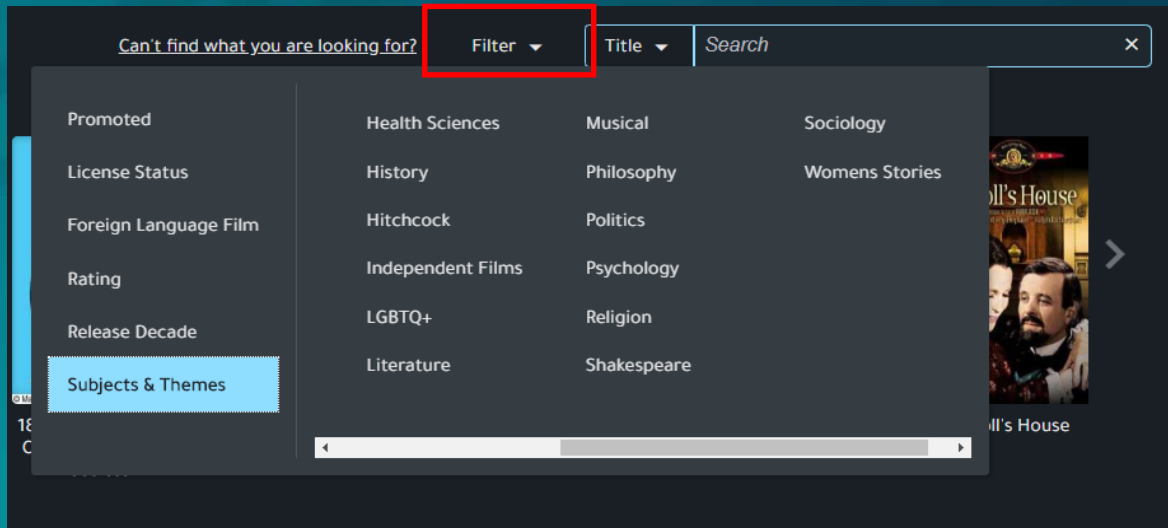 Can't find what you are looking for?
Filter
Title
Search
Promoted
License Status
Foreign Language Film
Rating
Release Decade
Subjects & Themes
Health Sciences
History
Hitchcock
Independent Films
LGBTQ+
Literature
Musical
Philosophy
Politics
Psychology
Religion
Shakespeare
Sociology
Womens Stories
oll's House
ll's House